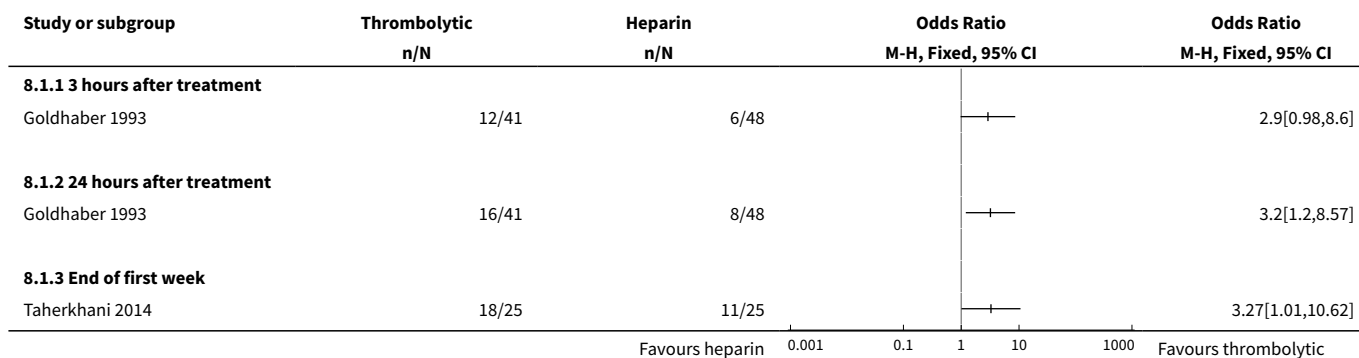 Study or subgroup Thrombolytic Heparin Odds Ratio Odds Ratio
n/N n/N M-H, Fixed, 95% CI M-H, Fixed, 95% CI
8.1.1 3 hours after treatment
Goldhaber 1993 12/41 6/48 2.9[0.98,8.6]
8.1.2 24 hours after treatment
Goldhaber 1993 16/41 8/48 3.2[1.2,8.57]
8.1.3 End of first week
Taherkhani 2014 18/25 11/25 3.27[1.01,10.62]
Favours heparin 0.001 0.1 1 10 1000 Favours thrombolytic